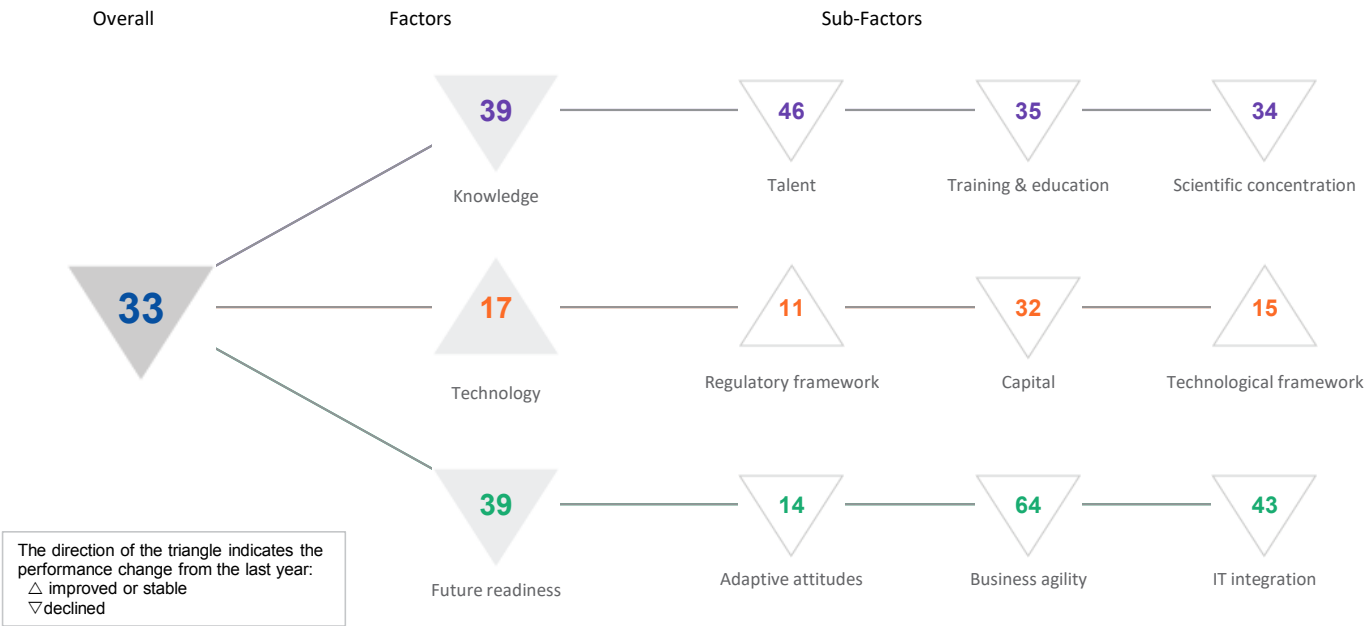 Overall Factors Sub-Factors
39 46 35 34
Knowledge Talent Training & education Scientific concentration
33 17 11 32 15
Technology Regulatory framework Capital Technological framework
39 14 64 43
Future readiness Adaptive attitudes Business agility IT integration
The direction of the triangle indicates the
performance change from the last year:
△ improved or stable
▽declined